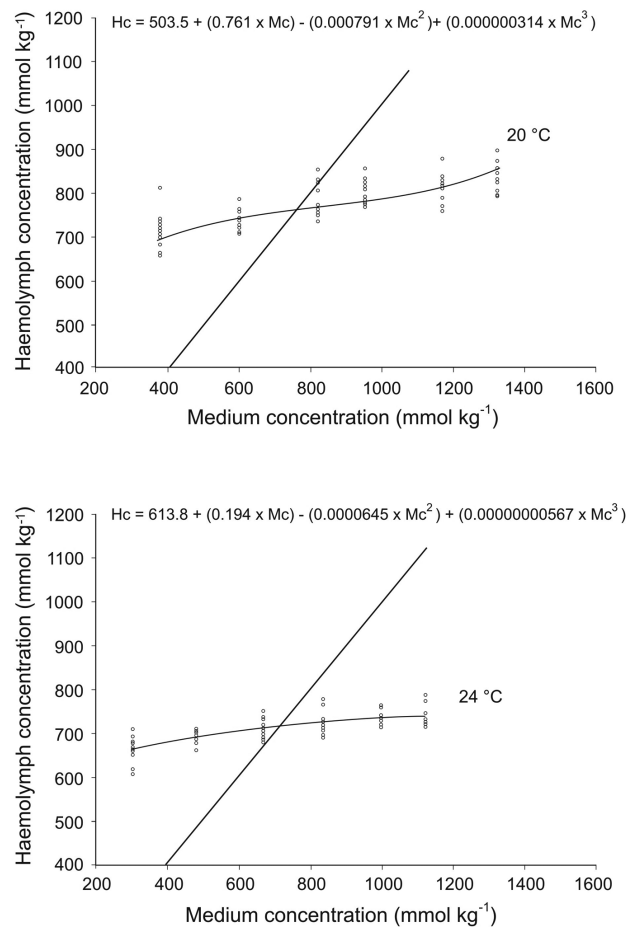 Hc = 503.5 + (0.761 x Mc) - (0.000791 x Mc²)+ (0.000000314 x Mc³)
1200
1100
1000
900
800
700
600
500
400
Haemolymph concentration (mmol kg⁻¹)
20 °C
200 400 600 800 1000 1200 1400 1600
Medium concentration (mmol kg⁻¹)
Hc = 613.8 + (0.194 x Mc) - (0.0000645 x Mc²) + (0.00000000567 x Mc³)
1200
1100
1000
900
800
700
600
500
400
Haemolymph concentration (mmol kg⁻¹)
24 °C
200 400 600 800 1000 1200 1400 1600
Medium concentration (mmol kg⁻¹)